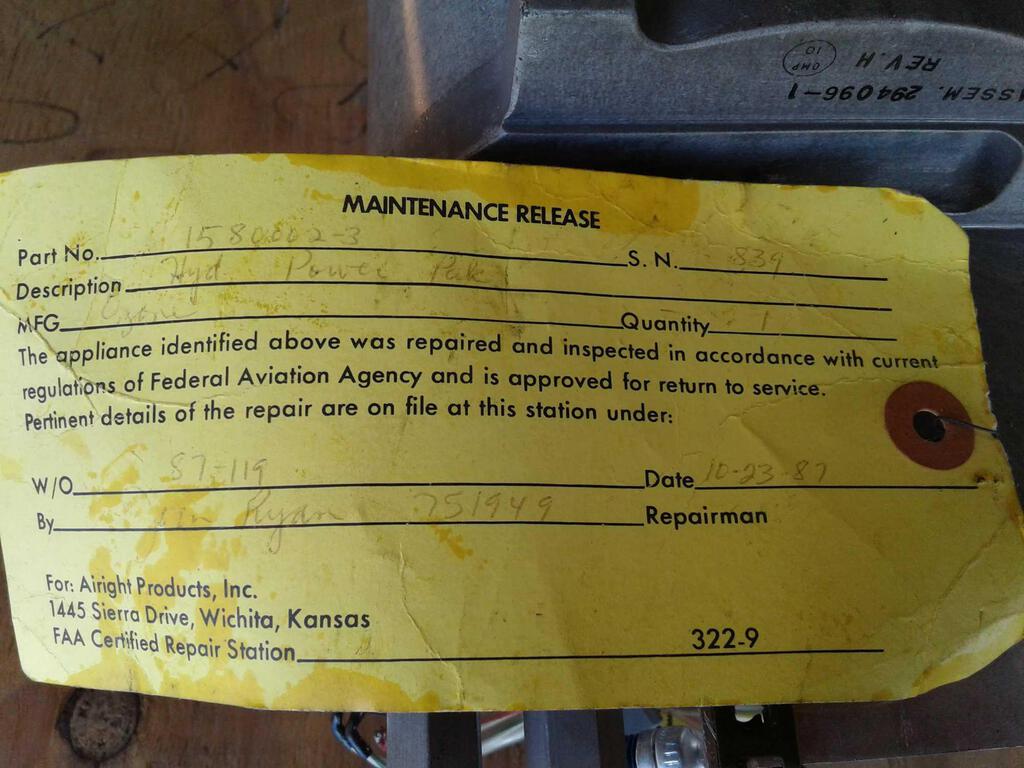 OMP
10
REV. H
ASSEM. 294096-1
MAINTENANCE RELEASE
Part No. 1580002-3 S. N. 839
Description Hyd Power Pak
MFG Ozone Quantity 1
The appliance identified above was repaired and inspected in accordance with current
regulations of Federal Aviation Agency and is approved for return to service.
Pertinent details of the repair are on file at this station under:
W/O 87-119 Date 10-23-87
By Ryan 751949 Repairman
For: Airight Products, Inc.
1445 Sierra Drive, Wichita, Kansas
FAA Certified Repair Station 322-9